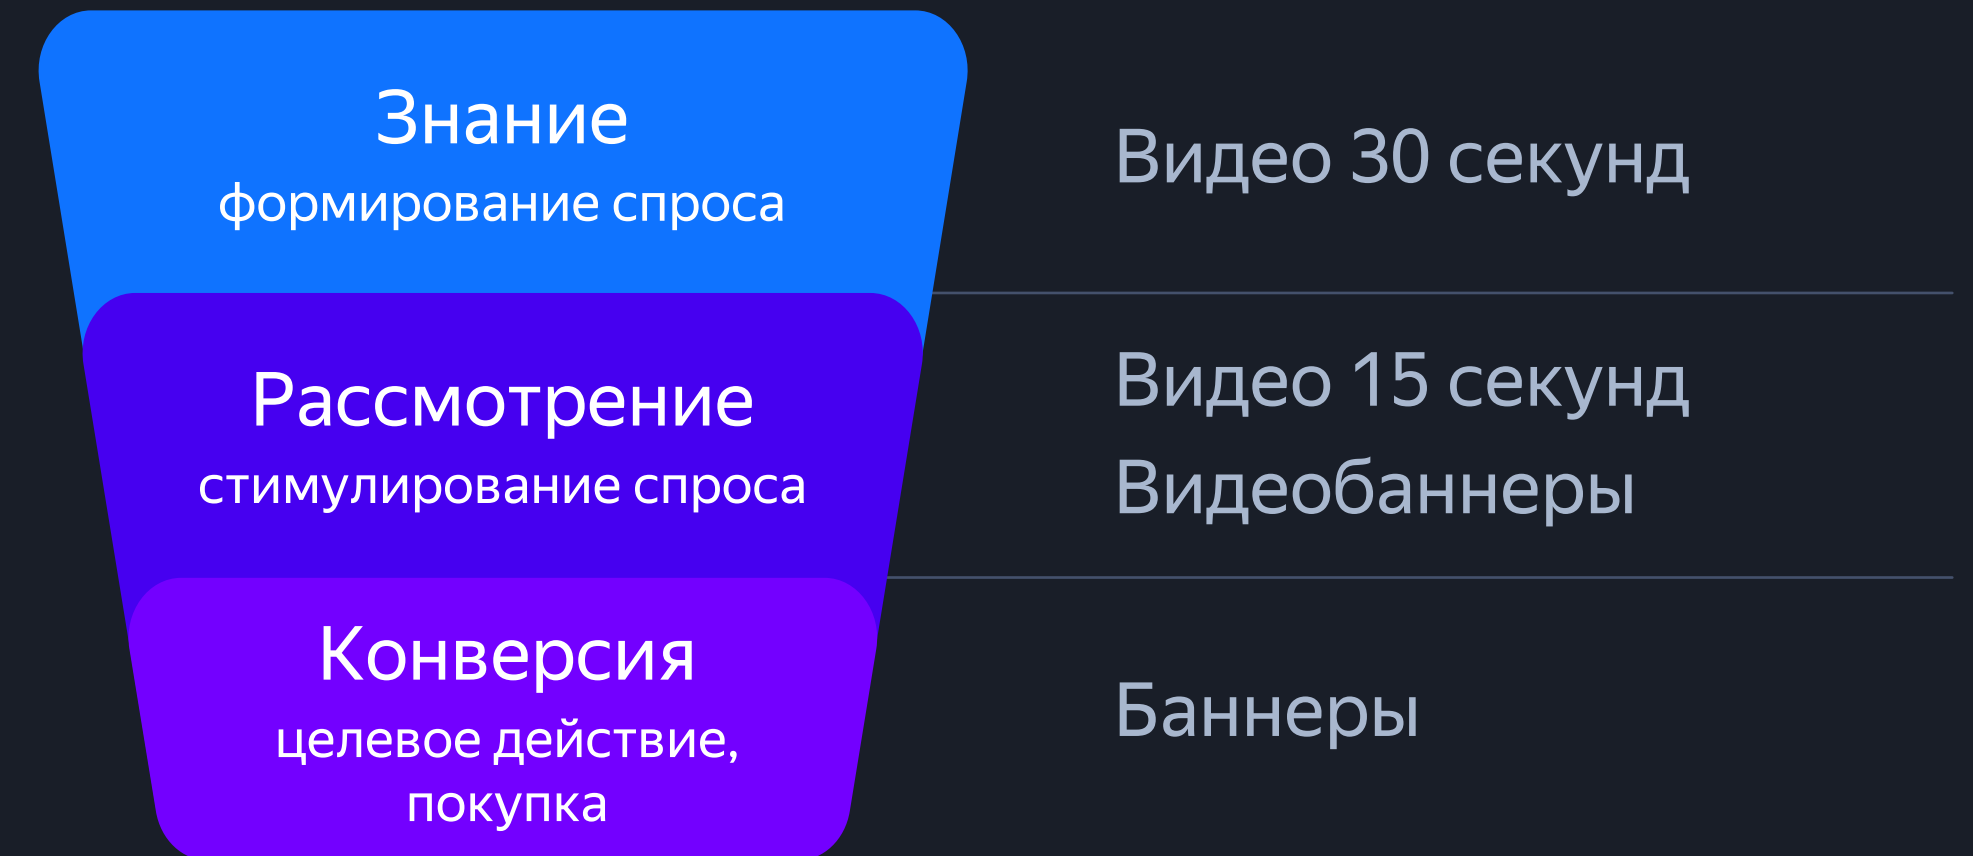 Знание
формирование спроса
Видео 30 секунд
Рассмотрение
стимулирование спроса
Видео 15 секунд
Видеобаннеры
Конверсия
целевое действие,
покупка
Баннеры